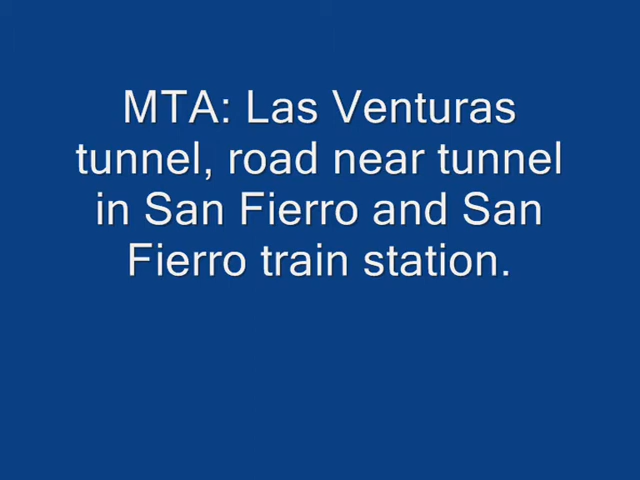 MTA: Las Venturas
tunnel, road near tunnel
in San Fierro and San
Fierro train station.